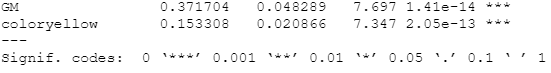 GM                 0.371704   0.048289   7.697 1.41e-14 ***
coloryellow        0.153308   0.020866   7.347 2.05e-13 ***
---
Signif. codes:  0 ‘***’ 0.001 ‘**’ 0.01 ‘*’ 0.05 ‘.’ 0.1 ‘ ’ 1